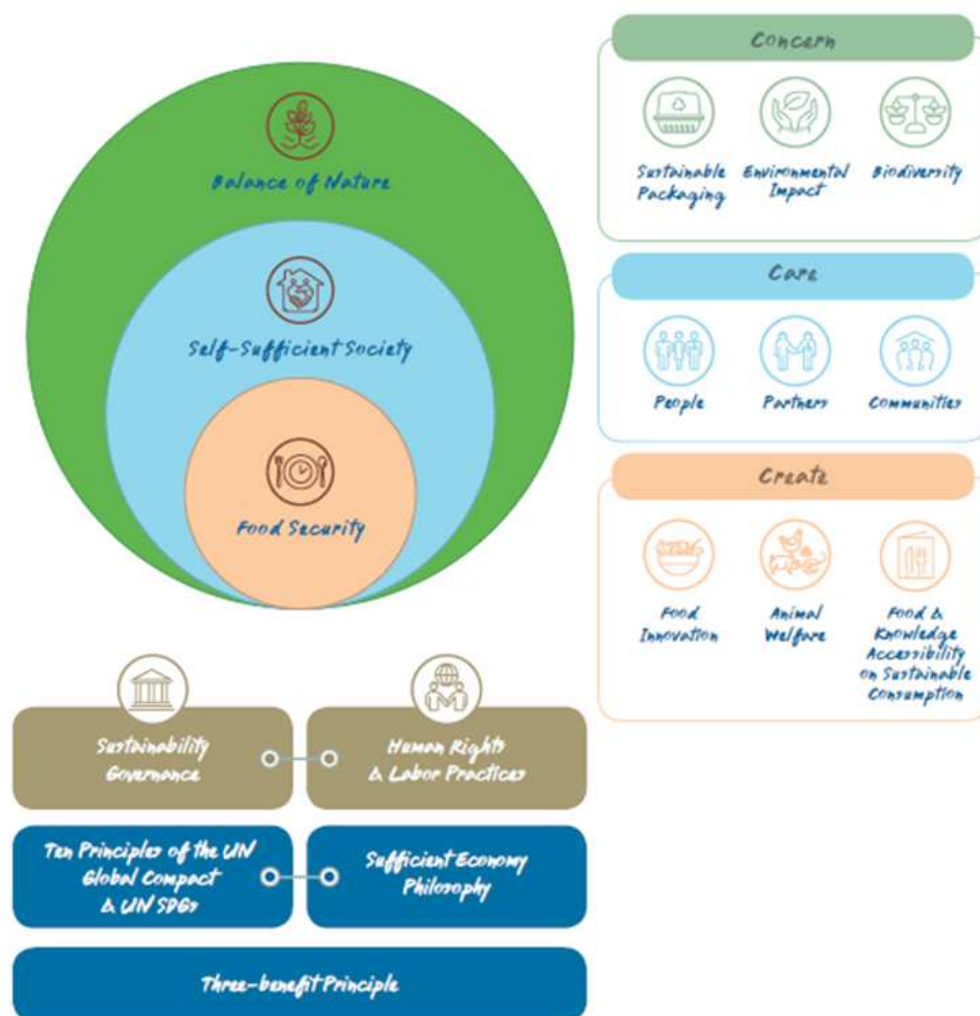 Balance of Nature
Self-Sufficient Society
Food Security
Concern
Sustainable
Packaging
Environmental
Impact
Biodiversity
Care
People
Partners
Communities
Create
Food
Innovation
Animal
Welfare
Food &
Knowledge
Accessibility
on Sustainable
Consumption
Sustainability
Governance
Human Rights
& Labor Practices
Ten Principles of the UN
Global Compact
& UN SDGs
Sufficient Economy
Philosophy
Three-benefit Principle